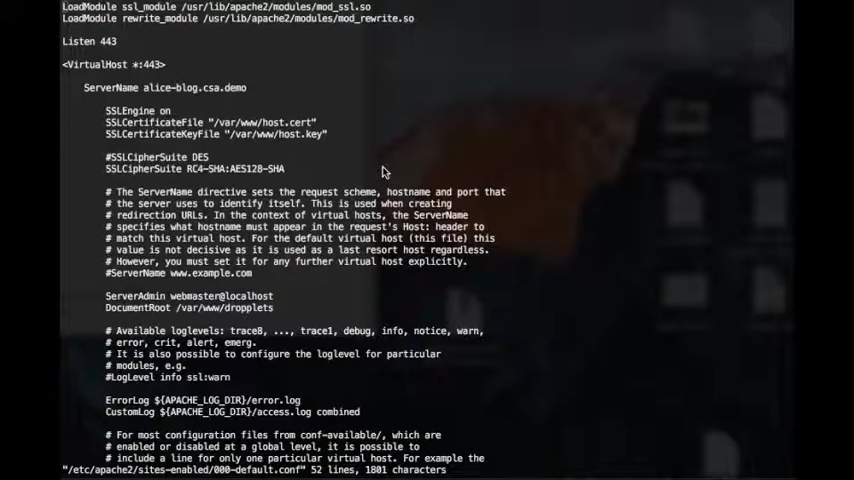 LoadModule ssl_module /usr/lib/apache2/modules/mod_ssl.so
LoadModule rewrite_module /usr/lib/apache2/modules/mod_rewrite.so
Listen 443
<VirtualHost *:443>
ServerName alice-blog.csa.demo
SSLEngine on
SSLCertificateFile "/var/www/host.cert"
SSLCertificateKeyFile "/var/www/host.key"
#SSLCipherSuite DES
SSLCipherSuite RC4-SHA:AES128-SHA
# The ServerName directive sets the request scheme, hostname and port that
# the server uses to identify itself. This is used when creating
# redirection URLs. In the context of virtual hosts, the ServerName
# specifies what hostname must appear in the request's Host: header to
# match this virtual host. For the default virtual host (this file) this
# value is not decisive as it is used as a last resort host regardless.
# However, you must set it for any further virtual host explicitly.
#ServerName www.example.com
ServerAdmin webmaster@localhost
DocumentRoot /var/www/dropplets
# Available loglevels: trace8, ..., trace1, debug, info, notice, warn,
# error, crit, alert, emerg.
# It is also possible to configure the loglevel for particular
# modules, e.g.
#LogLevel info ssl:warn
ErrorLog ${APACHE_LOG_DIR}/error.log
CustomLog ${APACHE_LOG_DIR}/access.log combined
# For most configuration files from conf-available/, which are
# enabled or disabled at a global level, it is possible to
# include a line for only one particular virtual host. For example the
"/etc/apache2/sites-enabled/000-default.conf" 52 lines, 1801 characters